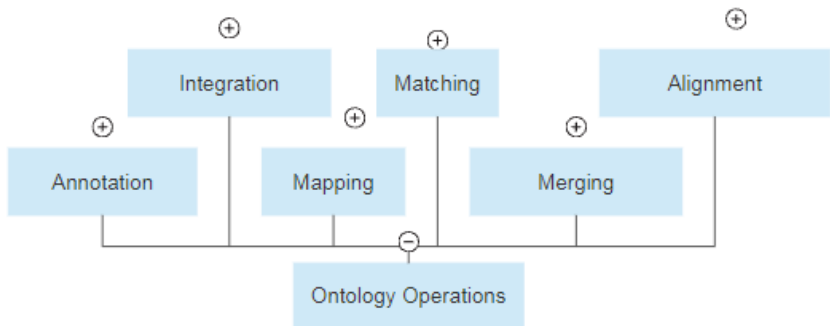 Integration
Matching
Alignment
Annotation
Mapping
Merging
Ontology Operations